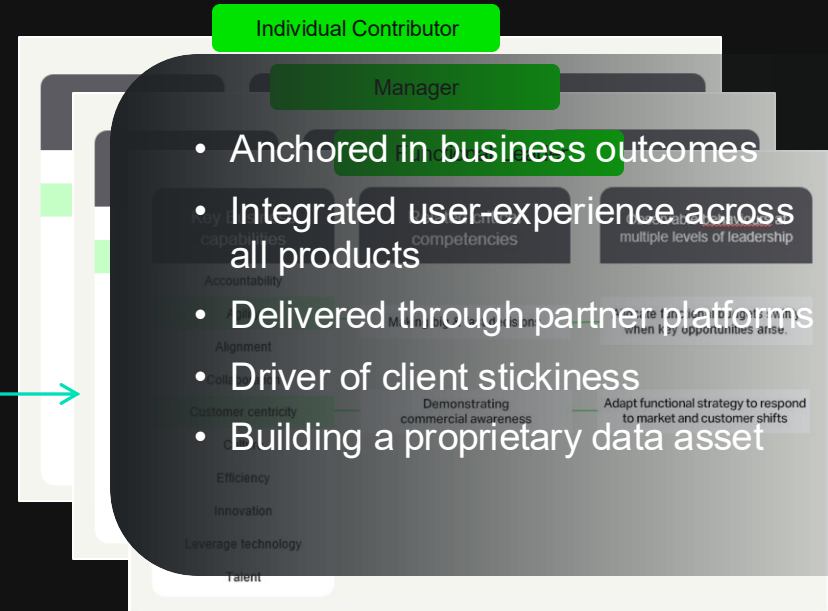 Individual Contributor
Manager
• Anchored in business outcomes
• Integrated user-experience across
all products
• Delivered through partner platforms
• Driver of client stickiness
• Building a proprietary data asset
capabilities
Accountability
Alignment
Customer centricity
Efficiency
Innovation
Leverage technology
Talent
competencies
Demonstrating
commercial awareness
multiple levels of leadership
when key opportunities arise.
Adapt functional strategy to respond
to market and customer shifts